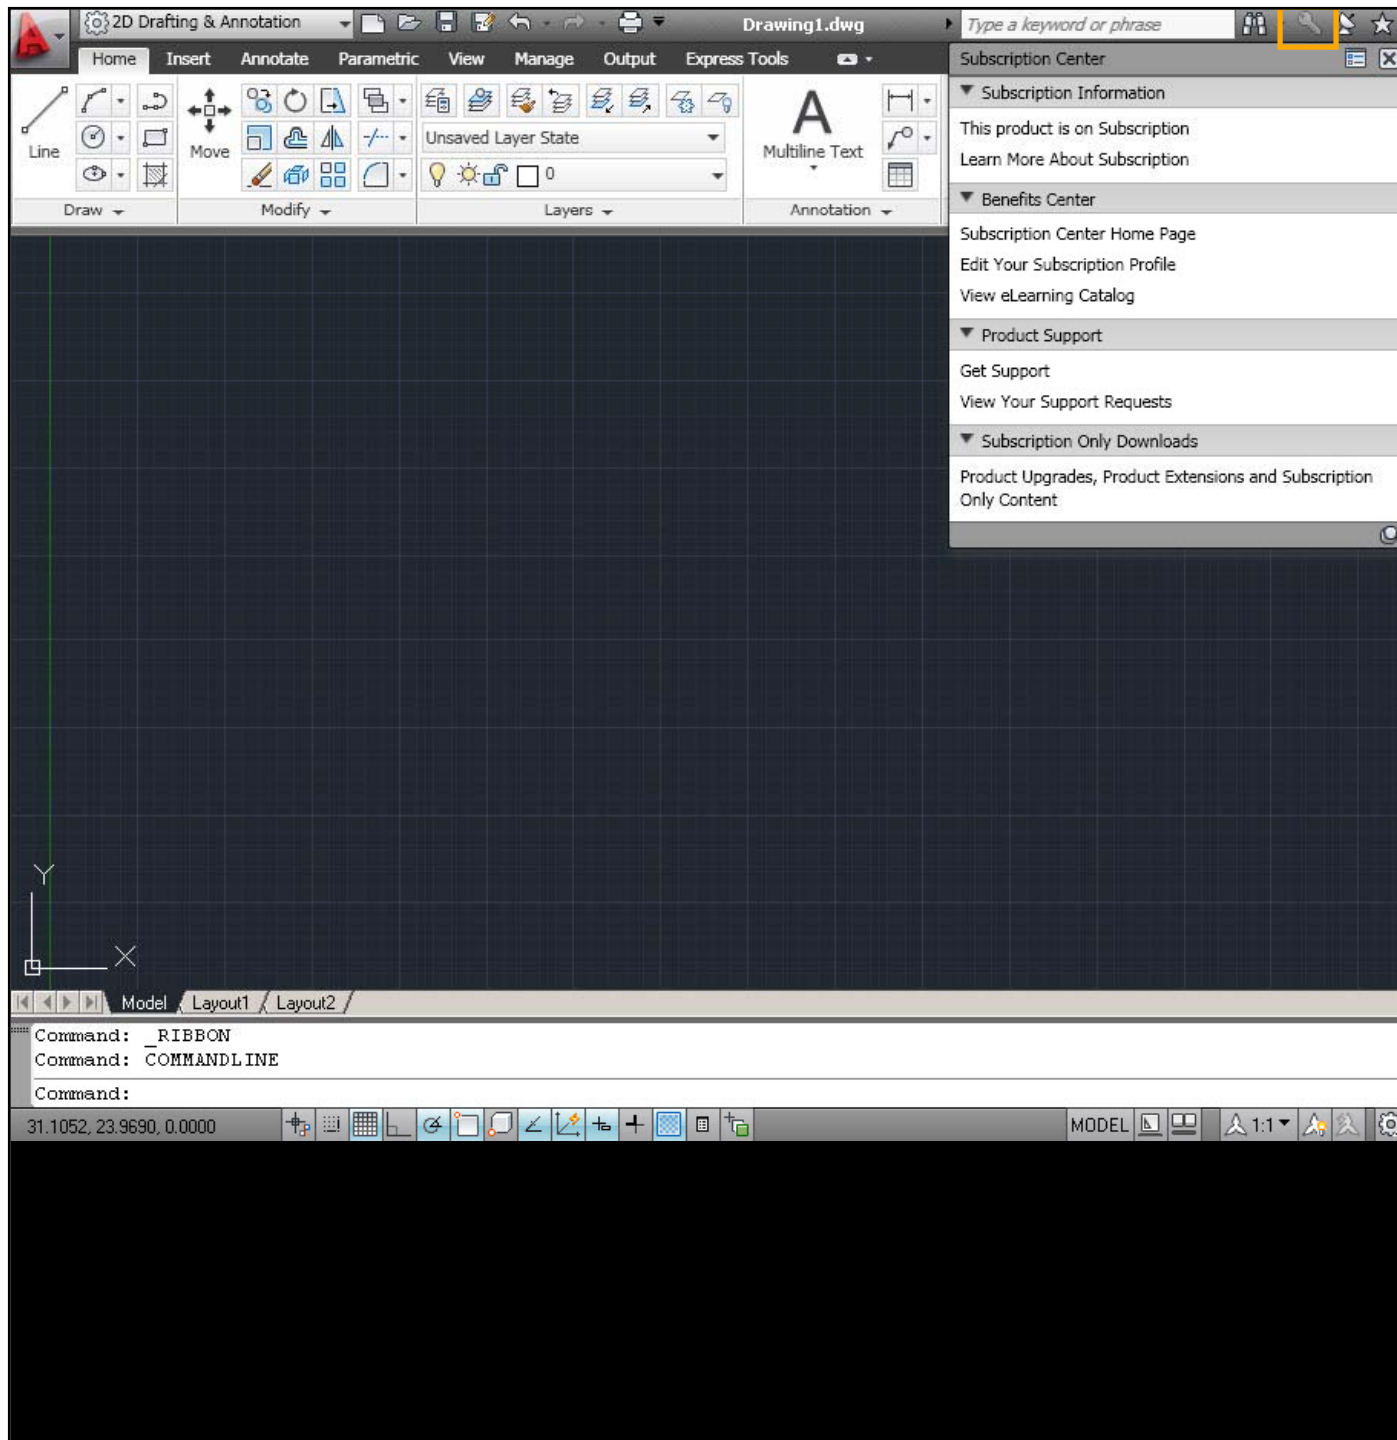 2D Drafting & Annotation
Drawing1.dwg
Type a keyword or phrase
Home Insert Annotate Parametric View Manage Output Express Tools
Line
Move
Unsaved Layer State
0
A
Multiline Text
Draw
Modify
Layers
Annotation
Subscription Center
Subscription Information
This product is on Subscription
Learn More About Subscription
Benefits Center
Subscription Center Home Page
Edit Your Subscription Profile
View eLearning Catalog
Product Support
Get Support
View Your Support Requests
Subscription Only Downloads
Product Upgrades, Product Extensions and Subscription
Only Content
Y
X
Model Layout1 Layout2
Command: _RIBBON
Command: COMMANDLINE
Command:
31.1052, 23.9690, 0.0000
MODEL
1:1